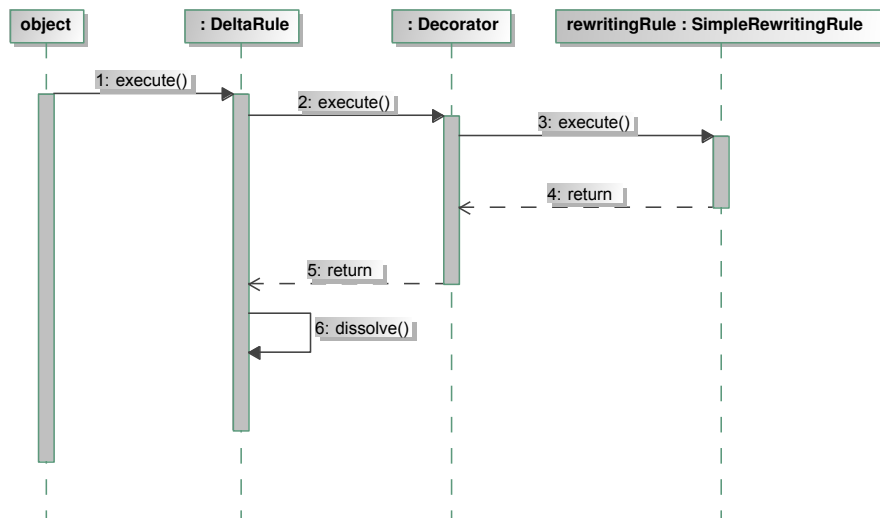 object
: DeltaRule
: Decorator
rewritingRule : SimpleRewritingRule
1: execute()
2: execute()
3: execute()
4: return
5: return
6: dissolve()